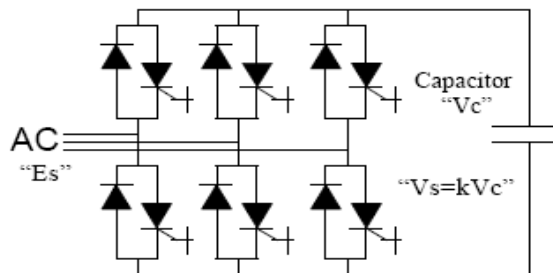 Capacitor
“Vc”
AC
“Es”
“Vs=kVc”